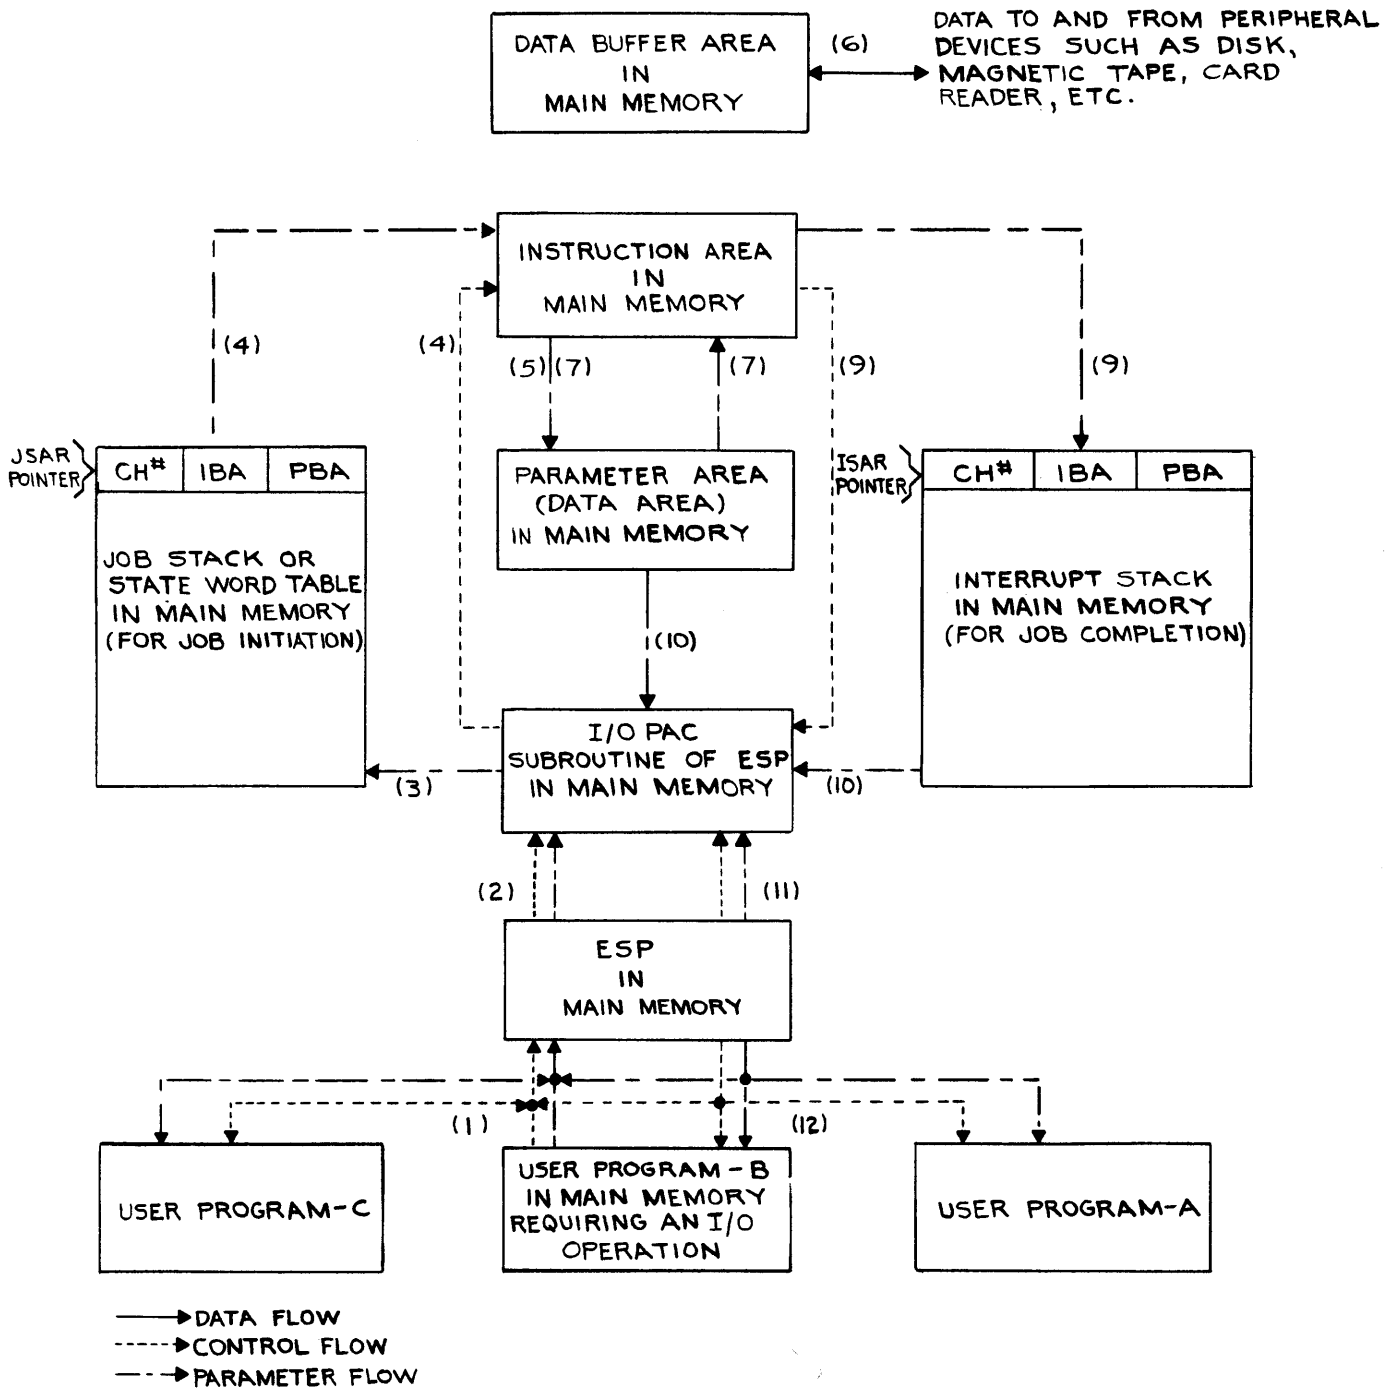 DATA BUFFER AREA
IN
MAIN MEMORY
(6)
DATA TO AND FROM PERIPHERAL
DEVICES SUCH AS DISK,
MAGNETIC TAPE, CARD
READER, ETC.
INSTRUCTION AREA
IN
MAIN MEMORY
(4)
(4)
(5)
(7)
(7)
(9)
(9)
JSAR
POINTER
CH#
IBA
PBA
JOB STACK OR
STATE WORD TABLE
IN MAIN MEMORY
(FOR JOB INITIATION)
PARAMETER AREA
(DATA AREA)
IN MAIN MEMORY
ISAR
POINTER
CH#
IBA
PBA
INTERRUPT STACK
IN MAIN MEMORY
(FOR JOB COMPLETION)
(10)
I/O PAC
SUBROUTINE OF ESP
IN MAIN MEMORY
(3)
(10)
(2)
(11)
ESP
IN
MAIN MEMORY
(1)
(12)
USER PROGRAM-C
USER PROGRAM-B
IN MAIN MEMORY
REQUIRING AN I/O
OPERATION
USER PROGRAM-A
DATA FLOW
CONTROL FLOW
PARAMETER FLOW